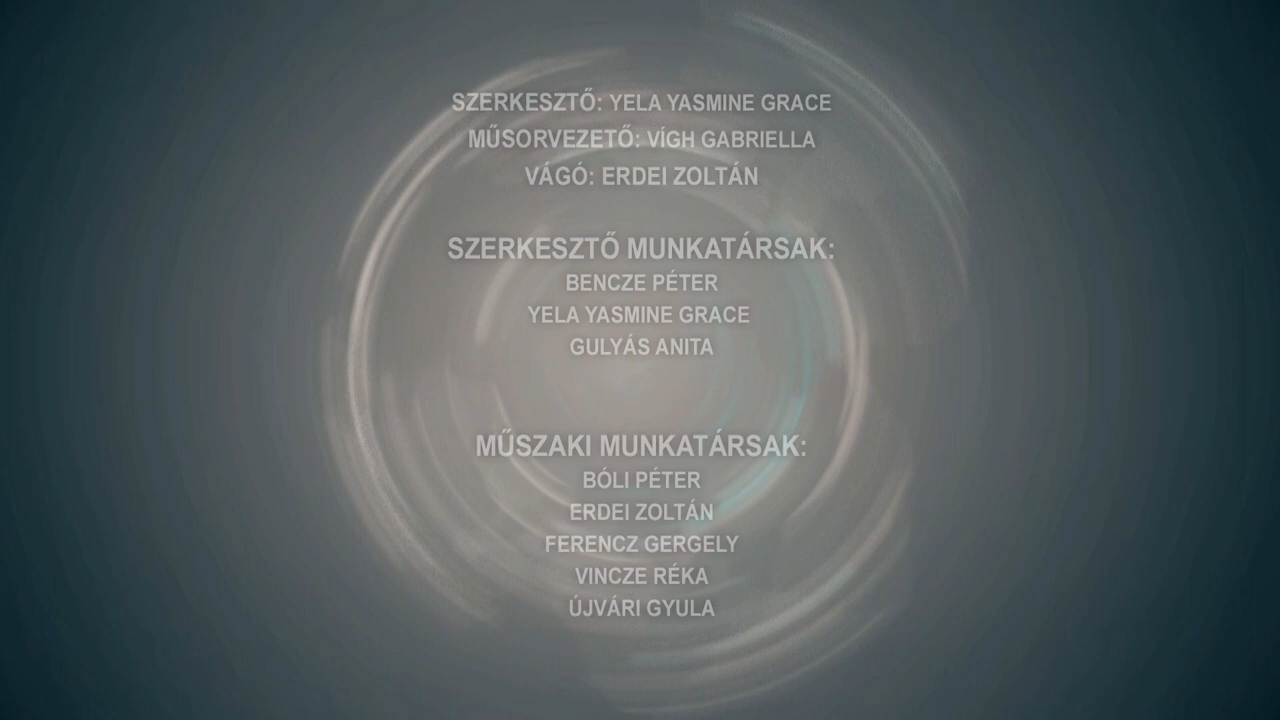 SZERKESZTŐ: YELA YASMINE GRACE
MŰSORVEZETŐ: VÍGH GABRIELLA
VÁGÓ: ERDEI ZOLTÁN
SZERKESZTŐ MUNKATÁRSAK:
BENCZE PÉTER
YELA YASMINE GRACE
GULYÁS ANITA
MŰSZAKI MUNKATÁRSAK:
BÓLI PÉTER
ERDEI ZOLTÁN
FERENCZ GERGELY
VINCZE RÉKA
ÚJVÁRI GYULA